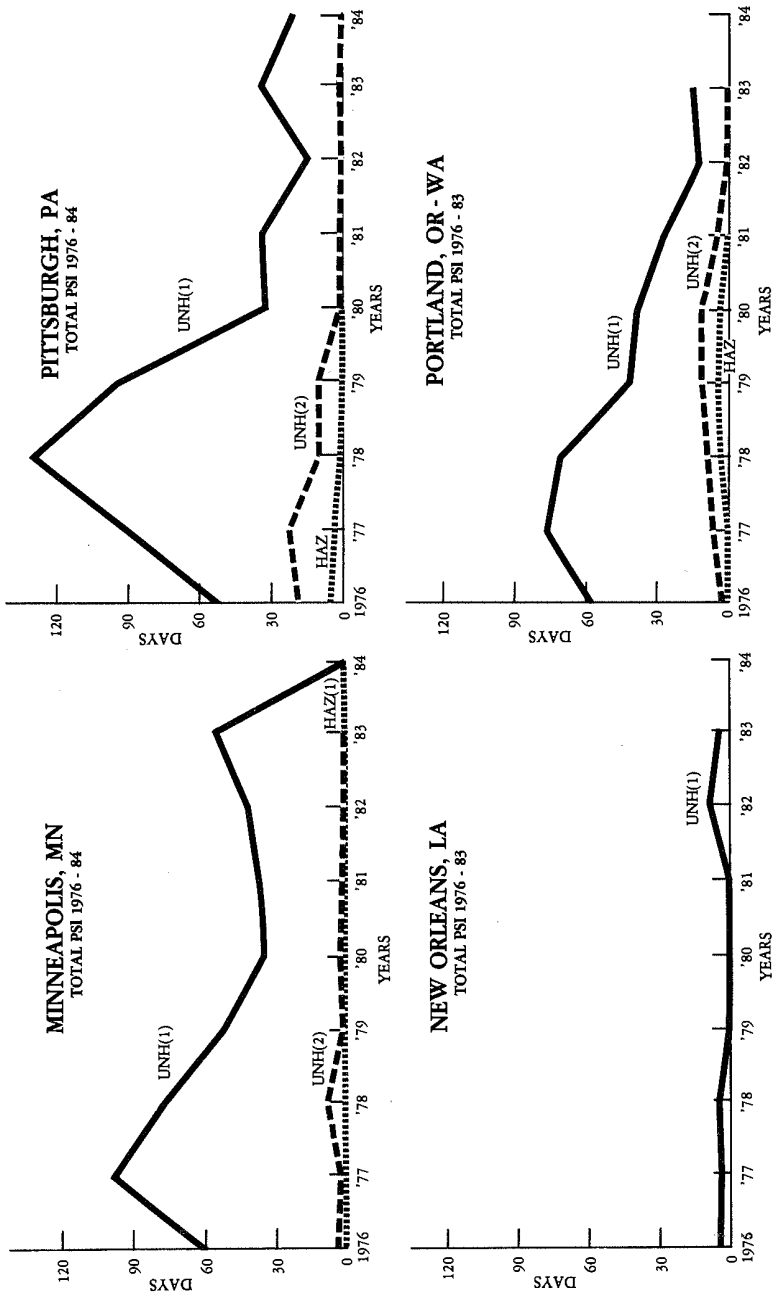 MINNEAPOLIS, MN
TOTAL PSI 1976 - 84
120
90
60
30
0
DAYS
UNH(1)
UNH(2)
HAZ(1)
1976
'77
'78
'79
'80
'81
'82
'83
'84
YEARS
PITTSBURGH, PA
TOTAL PSI 1976 - 84
120
90
60
30
0
DAYS
UNH(1)
UNH(2)
HAZ
1976
'77
'78
'79
'80
'81
'82
'83
'84
YEARS
NEW ORLEANS, LA
TOTAL PSI 1976 - 83
120
90
60
30
0
DAYS
UNH(1)
1976
'77
'78
'79
'80
'81
'82
'83
'84
YEARS
PORTLAND, OR - WA
TOTAL PSI 1976 - 83
120
90
60
30
0
DAYS
UNH(1)
UNH(2)
HAZ
1976
'77
'78
'79
'80
'81
'82
'83
'84
YEARS